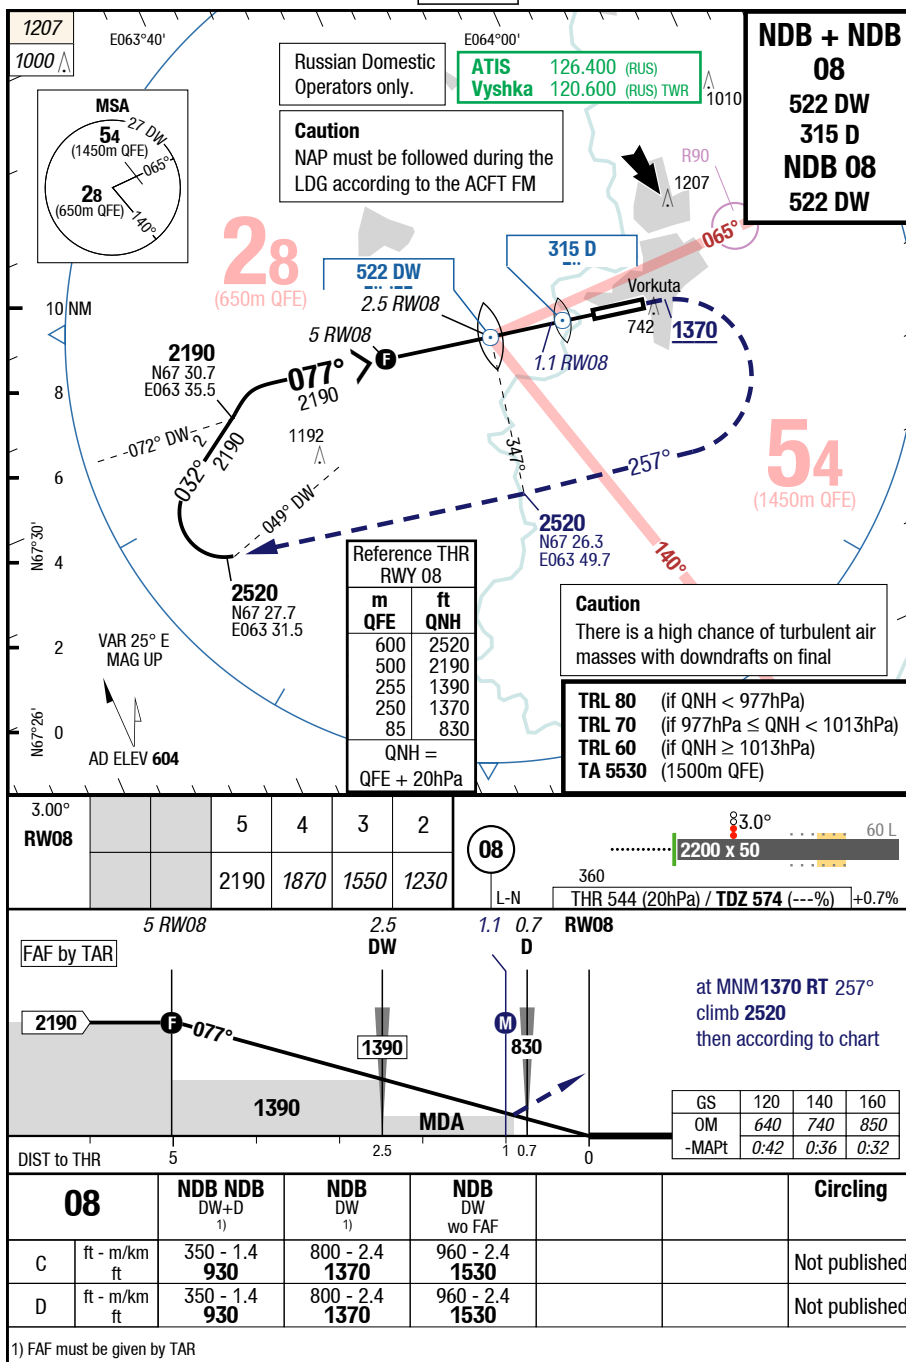 1207
1000
E063°40'
E064°00'
Russian Domestic
Operators only.
ATIS 126.400 (RUS)
Vyshka 120.600 (RUS) TWR
1010
NDB + NDB
08
522 DW
315 D
NDB 08
522 DW
MSA
27 DW
54
(1450m QFE)
065°
28
(650m QFE)
140°
Caution
NAP must be followed during the
LDG according to the ACFT FM
R90
1207
28
(650m QFE)
065°
315 D
522 DW
Vorkuta
10 NM
2.5 RW08
742
1370
5 RW08
F
1.1 RW08
2190
N67 30.7
E063 35.5
077°
2190
8
072° DW
2
2190
032°
1192
347°
257°
54
(1450m QFE)
6
049° DW
2520
N67 26.3
E063 49.7
N67°30'
4
140°
2520
N67 27.7
E063 31.5
Reference THR
RWY 08
m ft
QFE QNH
600 2520
500 2190
255 1390
250 1370
85 830
QNH =
QFE + 20hPa
Caution
There is a high chance of turbulent air
masses with downdrafts on final
VAR 25° E
MAG UP
2
N67°26'
0
AD ELEV 604
TRL 80 (if QNH < 977hPa)
TRL 70 (if 977hPa ≤ QNH < 1013hPa)
TRL 60 (if QNH ≥ 1013hPa)
TA 5530 (1500m QFE)
3.00°
RW08
5 4 3 2
2190 1870 1550 1230
08
L-N
3.0°
60 L
2200 x 50
360
THR 544 (20hPa) / TDZ 574 (---%) +0.7%
5 RW08 2.5 1.1 0.7 RW08
DW D
FAF by TAR
2190
F
077°
1390
M
830
at MNM 1370 RT 257°
climb 2520
then according to chart
1390
MDA
GS 120 140 160
OM 640 740 850
-MAPt 0:42 0:36 0:32
DIST to THR 5 2.5 1 0.7 0
08
NDB NDB NDB NDB Circling
DW+D DW DW
1) 1) wo FAF
C ft - m/km 350 - 1.4 800 - 2.4 960 - 2.4 Not published
ft 930 1370 1530
D ft - m/km 350 - 1.4 800 - 2.4 960 - 2.4 Not published
ft 930 1370 1530
1) FAF must be given by TAR